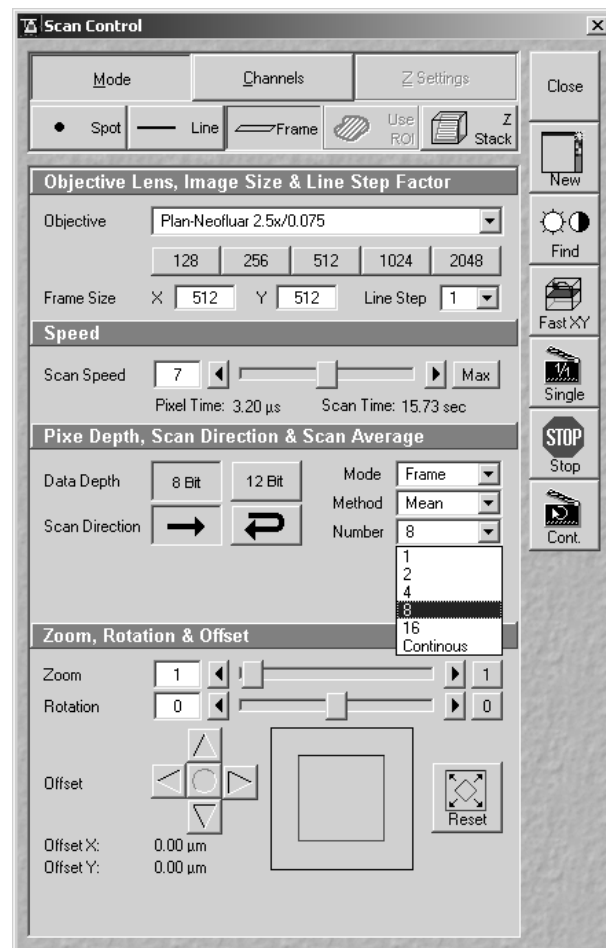 Scan Control
Mode Channels Z Settings
Close
Spot Line Frame Use ROI Z Stack
New
Objective Lens, Image Size & Line Step Factor
Objective Plan-Neofluar 2.5x/0.075
Find
128 256 512 1024 2048
Frame Size X 512 Y 512 Line Step 1
Fast XY
Speed
Scan Speed 7 Max
1/1
Single
Pixel Time: 3.20 µs Scan Time: 15.73 sec
Pixe Depth, Scan Direction & Scan Average
STOP
Stop
Data Depth 8 Bit 12 Bit Mode Frame
Method Mean
Scan Direction Number 8
Cont.
1
2
4
8
16
Continous
Zoom, Rotation & Offset
Zoom 1 1
Rotation 0 0
Offset
Reset
Offset X: 0.00 µm
Offset Y: 0.00 µm